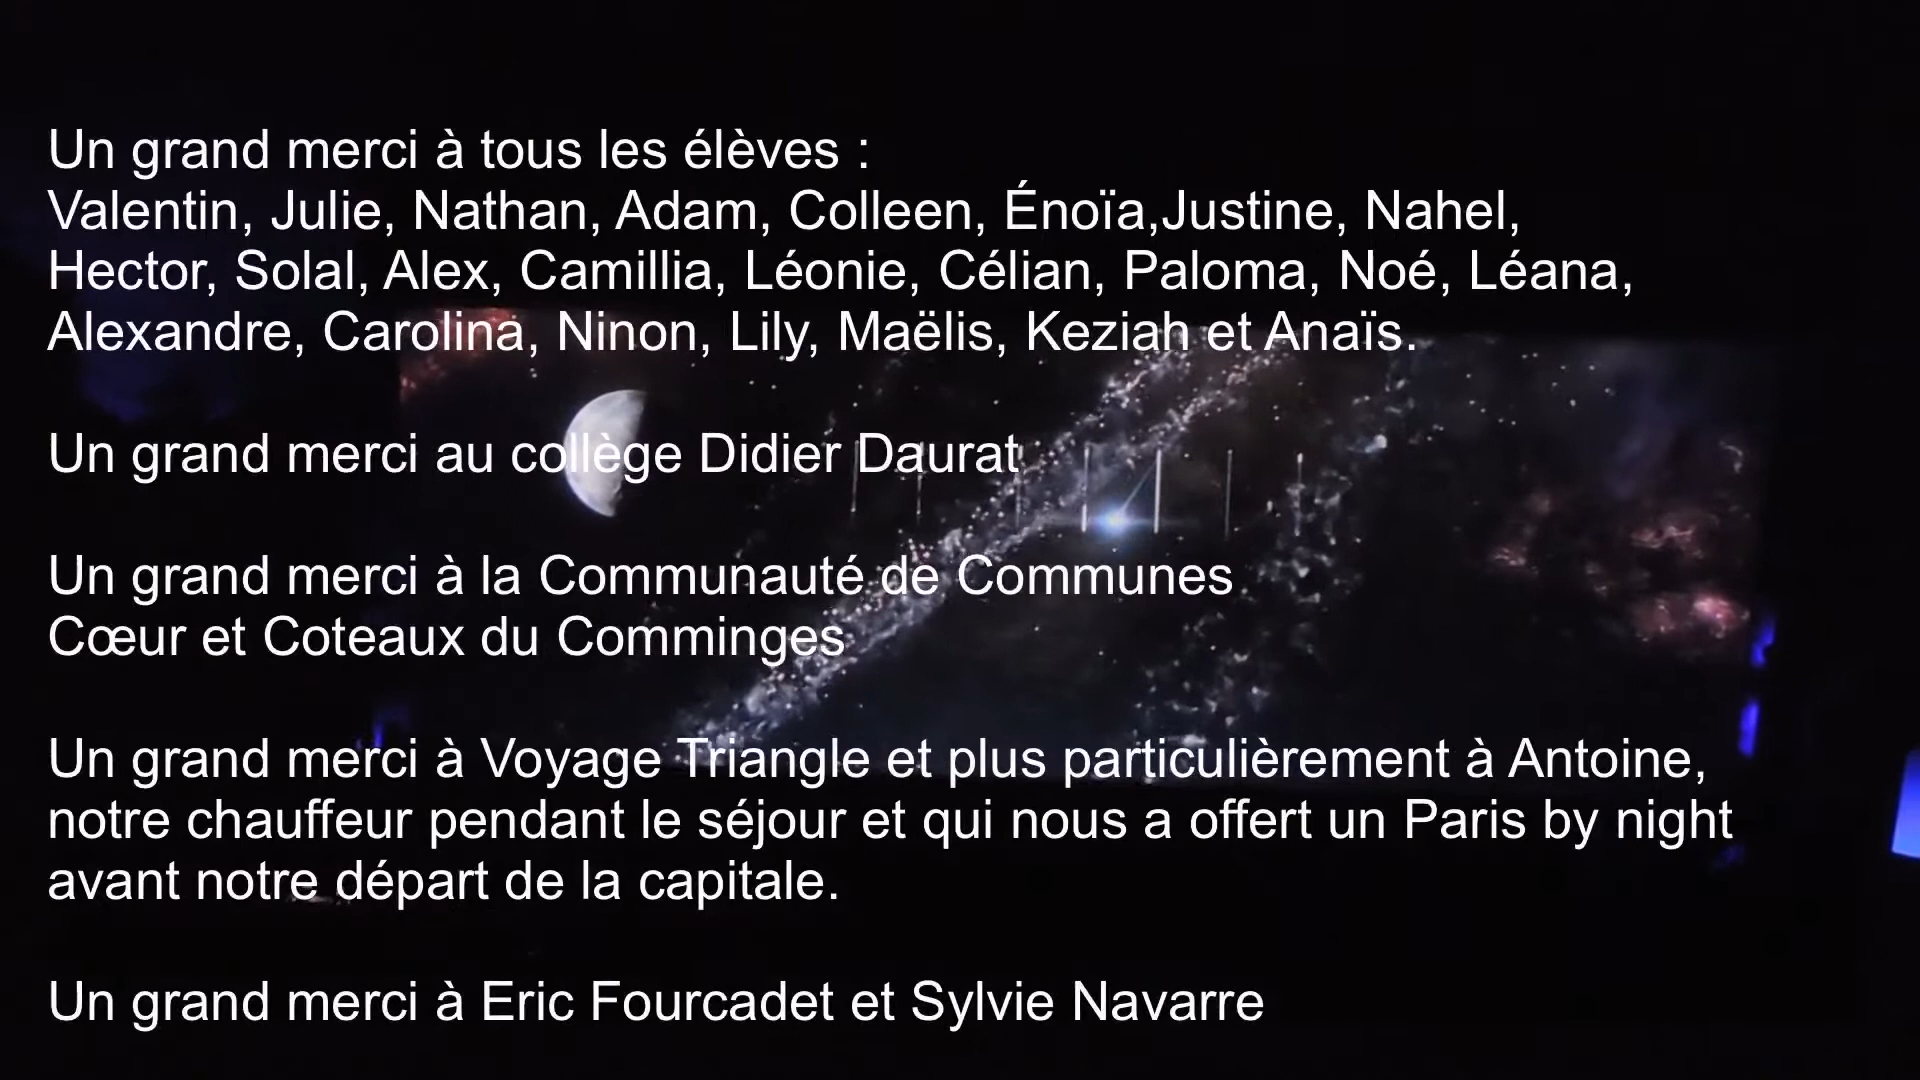 Un grand merci à tous les élèves :
Valentin, Julie, Nathan, Adam, Colleen, Énoïa,Justine, Nahel,
Hector, Solal, Alex, Camillia, Léonie, Célian, Paloma, Noé, Léana,
Alexandre, Carolina, Ninon, Lily, Maëlis, Keziah et Anaïs.
Un grand merci au collège Didier Daurat
Un grand merci à la Communauté de Communes
Cœur et Coteaux du Comminges
Un grand merci à Voyage Triangle et plus particulièrement à Antoine,
notre chauffeur pendant le séjour et qui nous a offert un Paris by night
avant notre départ de la capitale.
Un grand merci à Eric Fourcadet et Sylvie Navarre